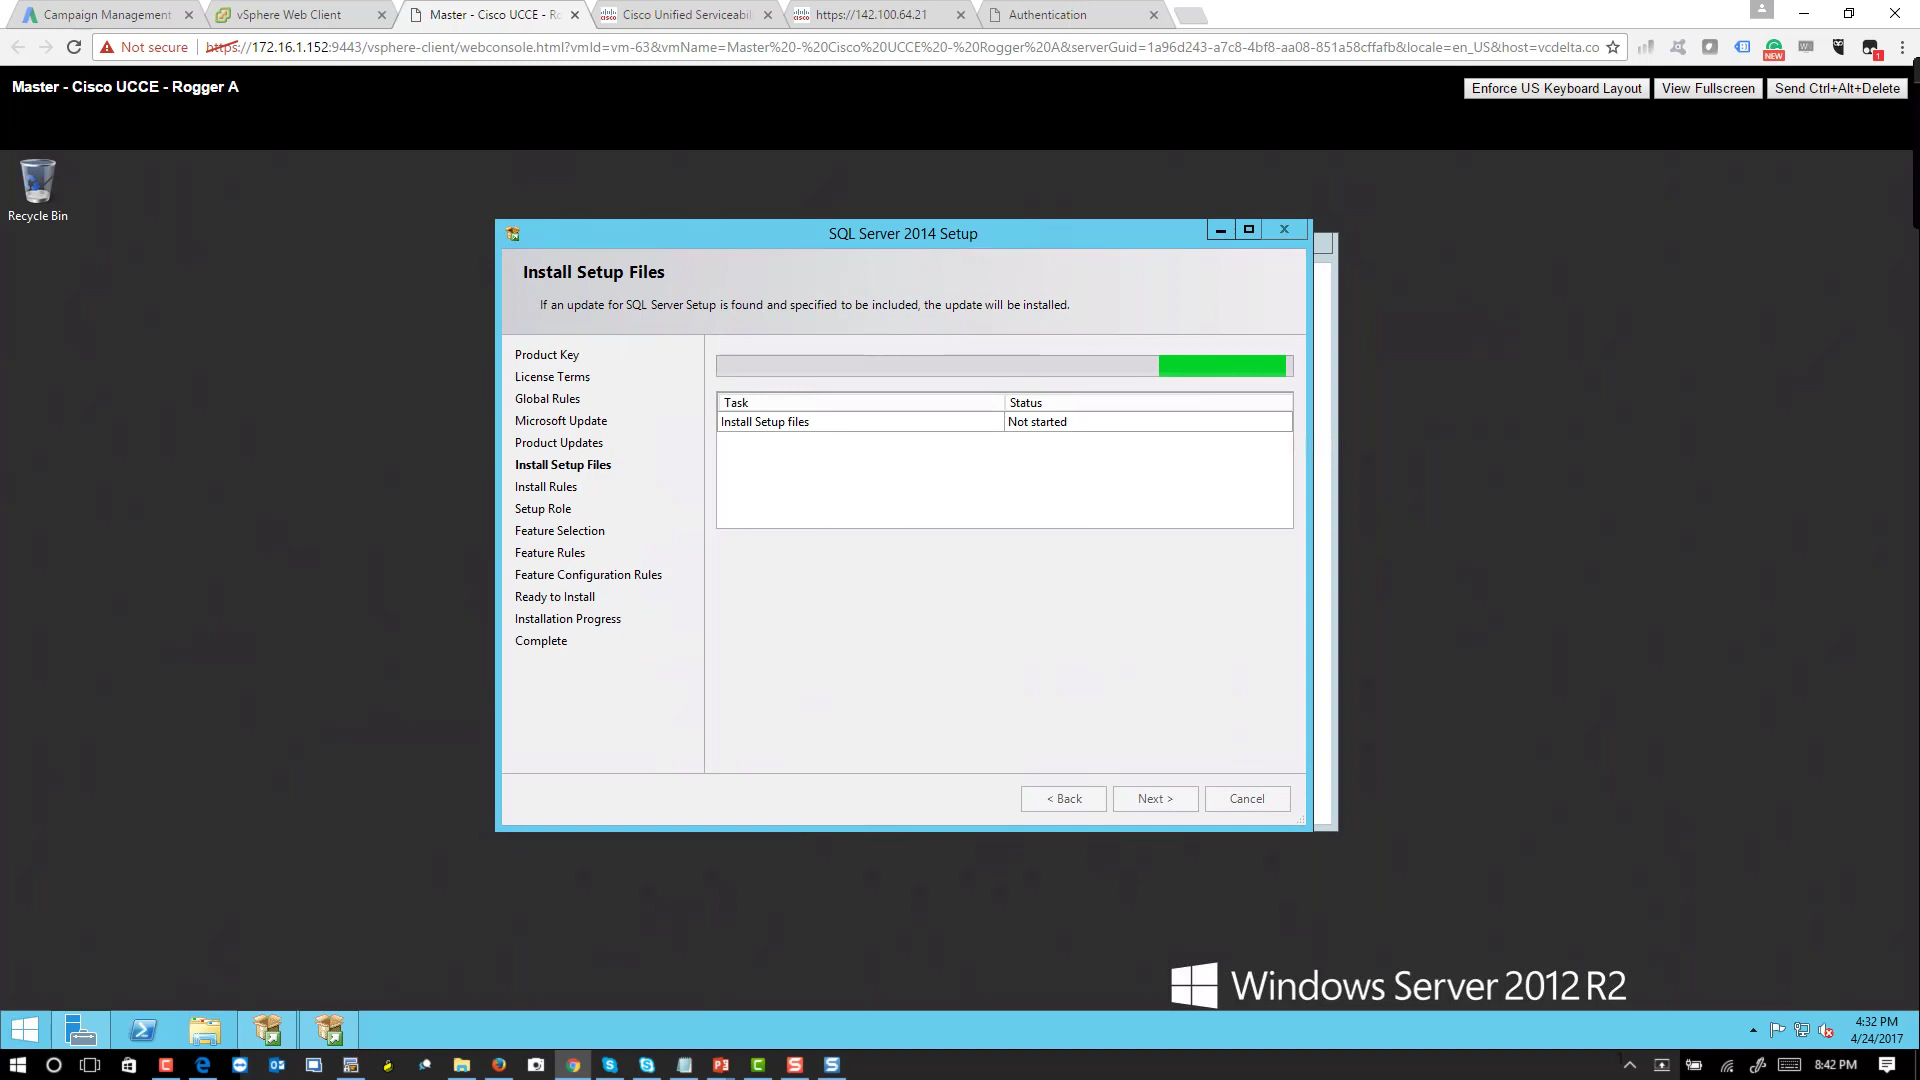 Campaign Management
vSphere Web Client
Master - Cisco UCCE - Ro
Cisco Unified Serviceabili
https://142.100.64.21
Authentication
Not secure
https://172.16.1.152:9443/vsphere-client/webconsole.html?vmId=vm-63&vmName=Master%20-%20Cisco%20UCCE%20-%20Rogger%20A&serverGuid=1a96d243-a7c8-4bf8-aa08-851a58cffafb&locale=en_US&host=vcdelta.co
NEW
1
Master - Cisco UCCE - Rogger A
Enforce US Keyboard Layout
View Fullscreen
Send Ctrl+Alt+Delete
Recycle Bin
SQL Server 2014 Setup
Install Setup Files
If an update for SQL Server Setup is found and specified to be included, the update will be installed.
Product Key
License Terms
Global Rules
Microsoft Update
Product Updates
Install Setup Files
Install Rules
Setup Role
Feature Selection
Feature Rules
Feature Configuration Rules
Ready to Install
Installation Progress
Complete
Task
Status
Install Setup files
Not started
< Back
Next >
Cancel
Windows Server 2012 R2
4:32 PM
4/24/2017
8:42 PM